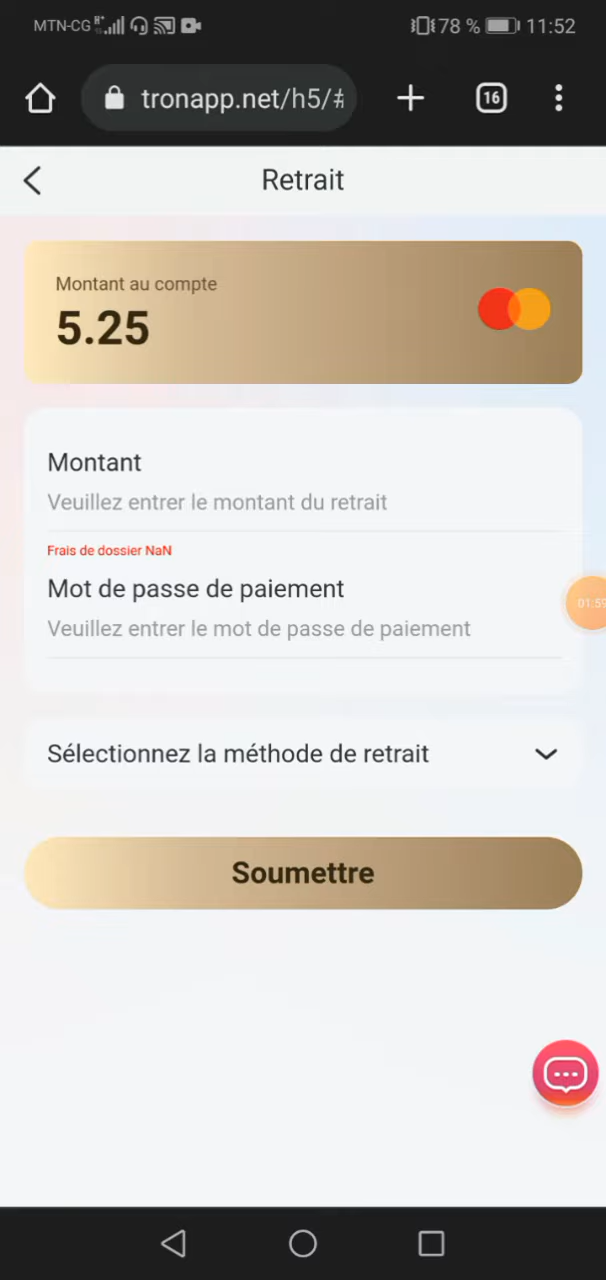 MTN-CG 78 % 11:52
tronapp.net/h5/# 16
Retrait
Montant au compte
5.25
Montant
Veuillez entrer le montant du retrait
Frais de dossier NaN
Mot de passe de paiement
01:59
Veuillez entrer le mot de passe de paiement
Sélectionnez la méthode de retrait
Soumettre